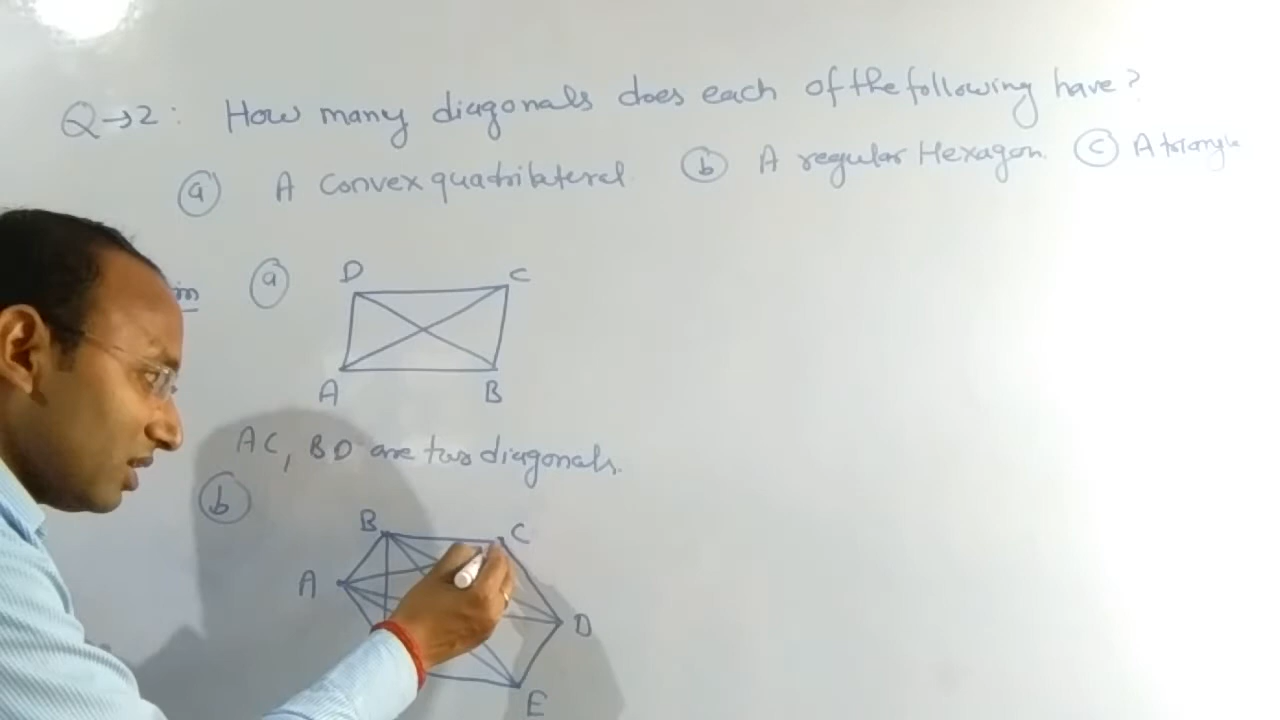 Q→2: How many diagonals does each of the following have?
(a) A Convex quadrilateral (b) A regular Hexagon. (c) A triangle
(a)
D C
A B
AC, BD are two diagonals.
(b)
B C
A
D
E